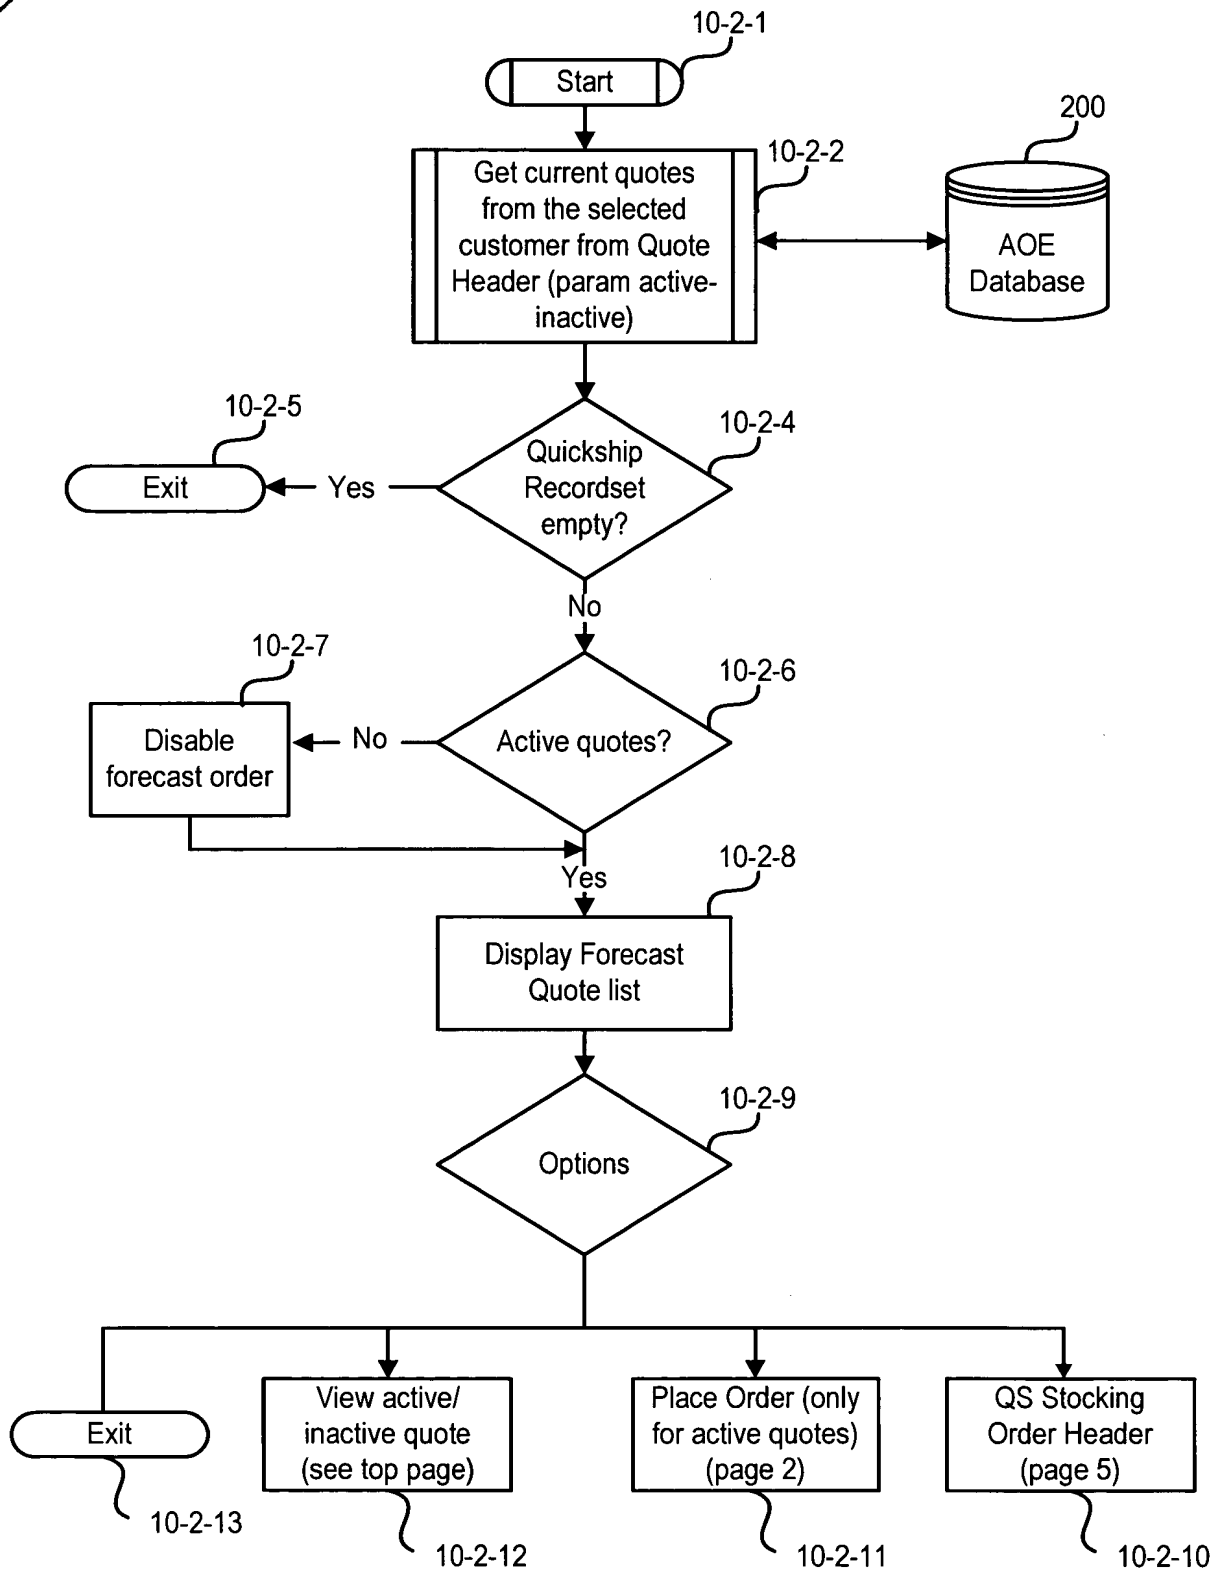 10-2-1
Start
200
10-2-2
Get current quotes
from the selected
customer from Quote
Header (param active-
inactive)
AOE
Database
10-2-5
10-2-4
Exit
Yes
Quickship
Recordset
empty?
No
10-2-7
10-2-6
Disable
forecast order
No
Active quotes?
10-2-8
Yes
Display Forecast
Quote list
10-2-9
Options
Exit
View active/
inactive quote
(see top page)
Place Order (only
for active quotes)
(page 2)
QS Stocking
Order Header
(page 5)
10-2-13
10-2-12
10-2-11
10-2-10